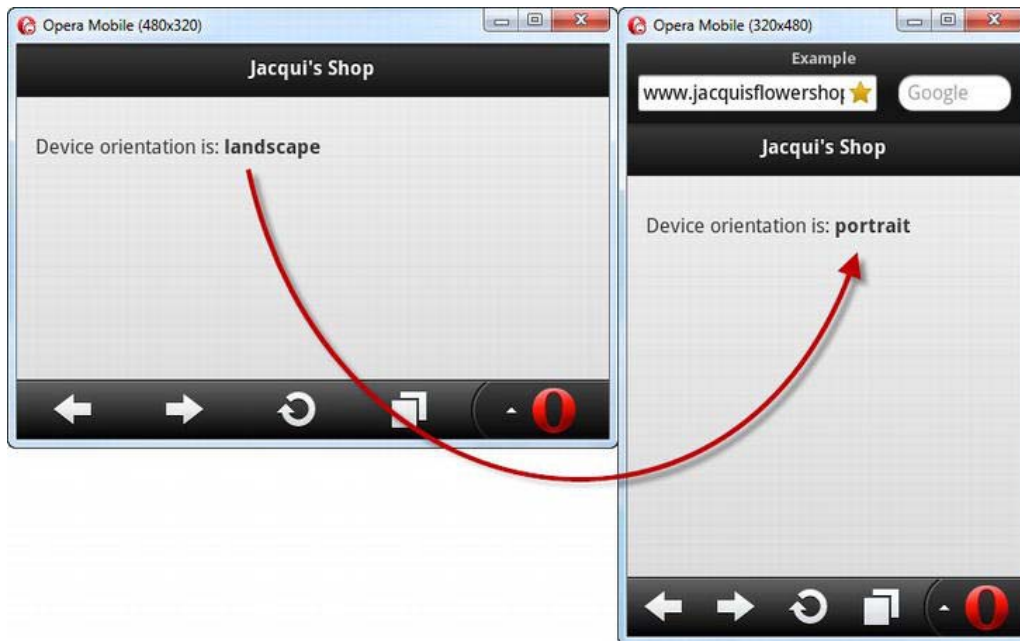 Opera Mobile (480x320)
Jacqui's Shop
Device orientation is: landscape
Opera Mobile (320x480)
Example
www.jacquisflowershop
Google
Jacqui's Shop
Device orientation is: portrait